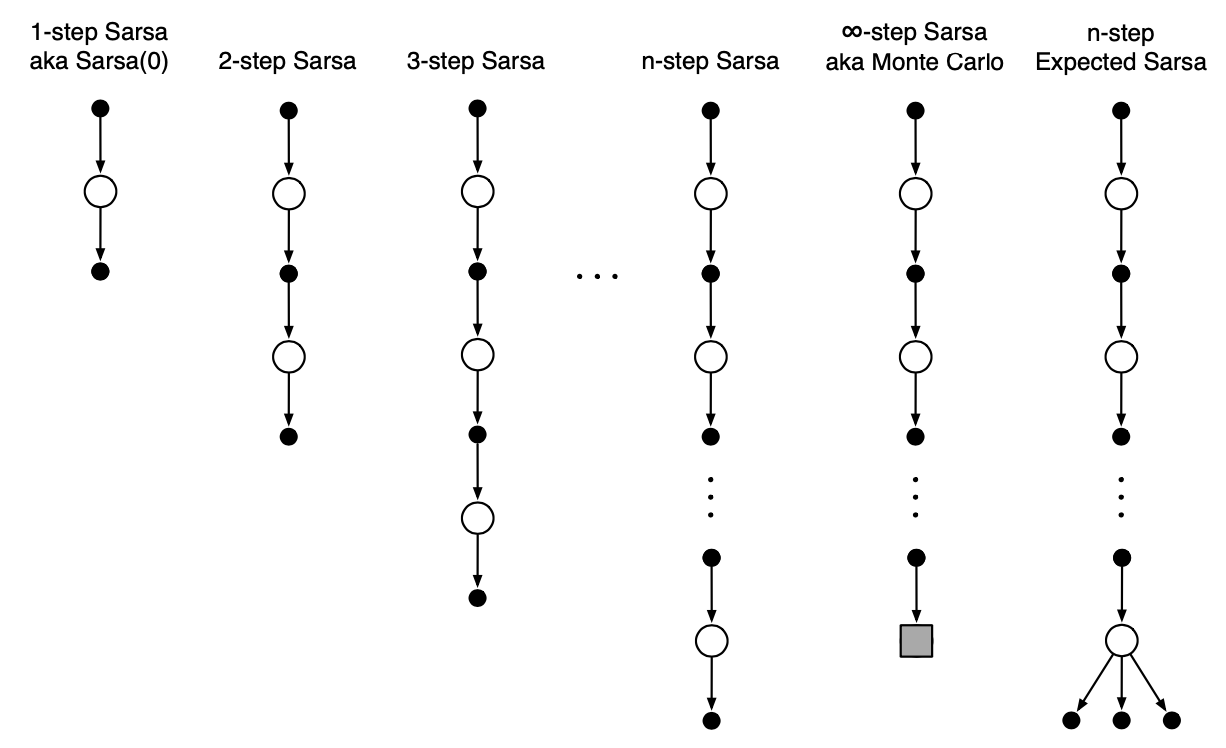 1-step Sarsa
aka Sarsa(0)
2-step Sarsa
3-step Sarsa
n-step Sarsa
∞-step Sarsa
aka Monte Carlo
n-step
Expected Sarsa